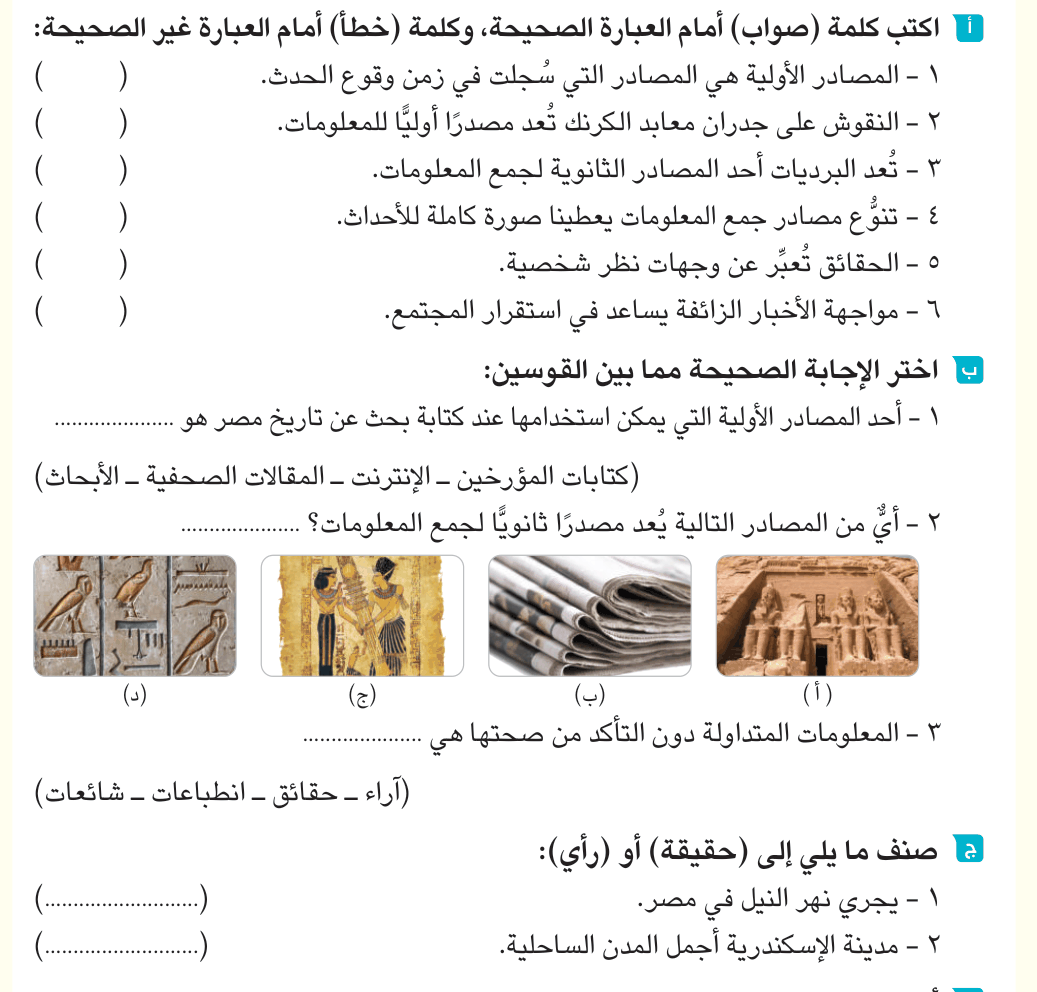 أ اكتب كلمة (صواب) أمام العبارة الصحيحة، وكلمة (خطأ) أمام العبارة غير الصحيحة:
١ - المصادر الأولية هي المصادر التي سُجلت في زمن وقوع الحدث. ( )
٢ - النقوش على جدران معابد الكرنك تُعد مصدرًا أوليًّا للمعلومات. ( )
٣ - تُعد البرديات أحد المصادر الثانوية لجمع المعلومات. ( )
٤ - تنوُّع مصادر جمع المعلومات يعطينا صورة كاملة للأحداث. ( )
٥ - الحقائق تُعبِّر عن وجهات نظر شخصية. ( )
٦ - مواجهة الأخبار الزائفة يساعد في استقرار المجتمع. ( )
ب اختر الإجابة الصحيحة مما بين القوسين:
١ - أحد المصادر الأولية التي يمكن استخدامها عند كتابة بحث عن تاريخ مصر هو .....................
(كتابات المؤرخين – الإنترنت – المقالات الصحفية – الأبحاث)
٢ - أيٌّ من المصادر التالية يُعد مصدرًا ثانويًّا لجمع المعلومات؟ .....................
(أ) (ب) (ج) (د)
٣ - المعلومات المتداولة دون التأكد من صحتها هي .....................
(آراء – حقائق – انطباعات – شائعات)
ج صنف ما يلي إلى (حقيقة) أو (رأي):
١ - يجري نهر النيل في مصر. (...........................)
٢ - مدينة الإسكندرية أجمل المدن الساحلية. (...........................)